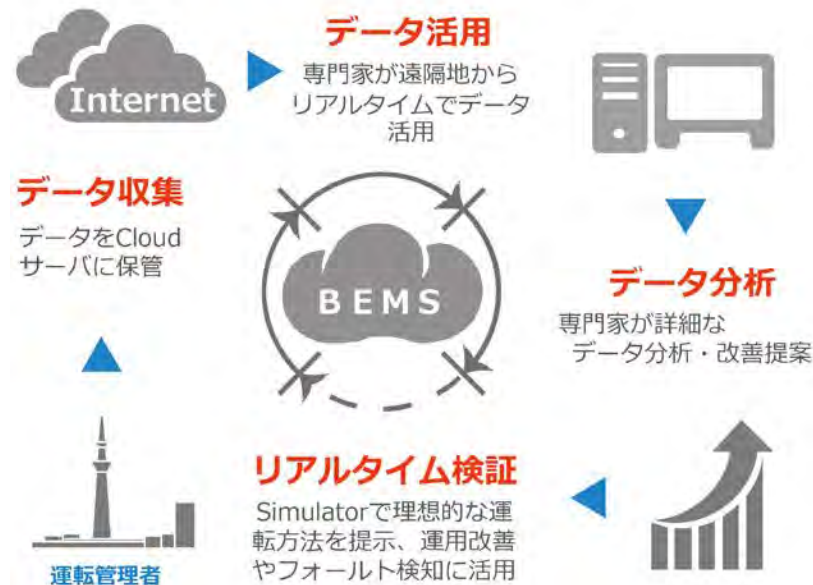 Internet
データ活用
専門家が遠隔地から
リアルタイムでデータ
活用
データ収集
データをCloud
サーバに保管
BEMS
データ分析
専門家が詳細な
データ分析・改善提案
リアルタイム検証
Simulatorで理想的な運
転方法を提示、運用改善
やフォールト検知に活用
運転管理者